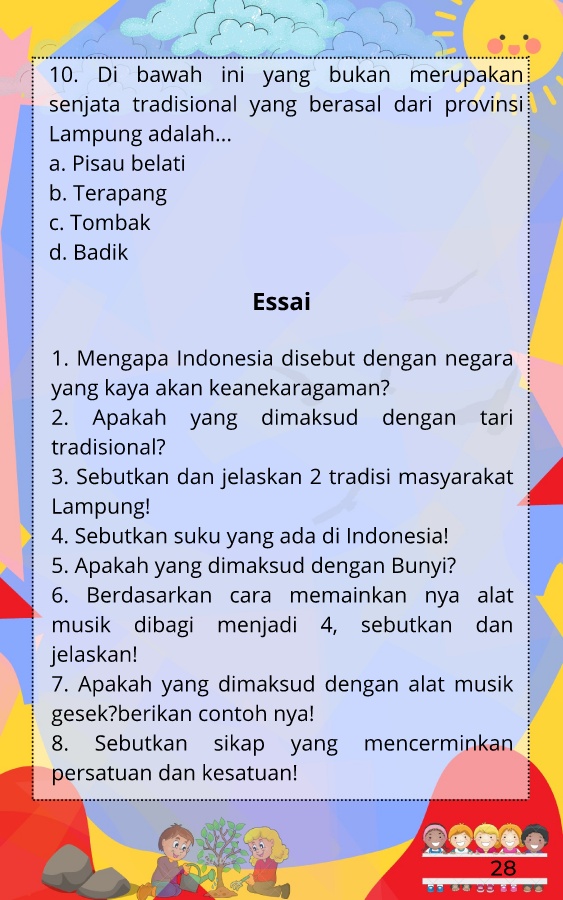 10. Di bawah ini yang bukan merupakan
senjata tradisional yang berasal dari provinsi
Lampung adalah...
a. Pisau belati
b. Terapang
c. Tombak
d. Badik
Essai
1. Mengapa Indonesia disebut dengan negara
yang kaya akan keanekaragaman?
2. Apakah yang dimaksud dengan tari
tradisional?
3. Sebutkan dan jelaskan 2 tradisi masyarakat
Lampung!
4. Sebutkan suku yang ada di Indonesia!
5. Apakah yang dimaksud dengan Bunyi?
6. Berdasarkan cara memainkan nya alat
musik dibagi menjadi 4, sebutkan dan
jelaskan!
7. Apakah yang dimaksud dengan alat musik
gesek?berikan contoh nya!
8. Sebutkan sikap yang mencerminkan
persatuan dan kesatuan!
28